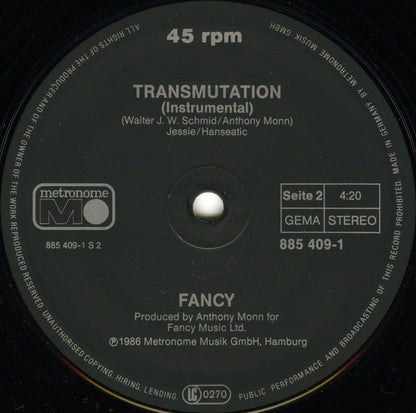 45 rpm
TRANSMUTATION
(Instrumental)
(Walter J. W. Schmid/Anthony Monn)
Jessie/Hanseatic
metronome
M
885 409-1 S 2
Seite 2 4:20
GEMA STEREO
885 409-1
FANCY
Produced by Anthony Monn for
Fancy Music Ltd.
Ⓟ1986 Metronome Musik GmbH, Hamburg
LC 0270
ALL RIGHTS OF THE PRODUCER AND OF THE OWNER OF THE WORK REPRODUCED RESERVED. UNAUTHORISED COPYING, HIRING, LENDING, PUBLIC PERFORMANCE AND BROADCASTING OF THIS RECORD PROHIBITED. MADE IN WEST GERMANY BY METRONOME MUSIK GMBH